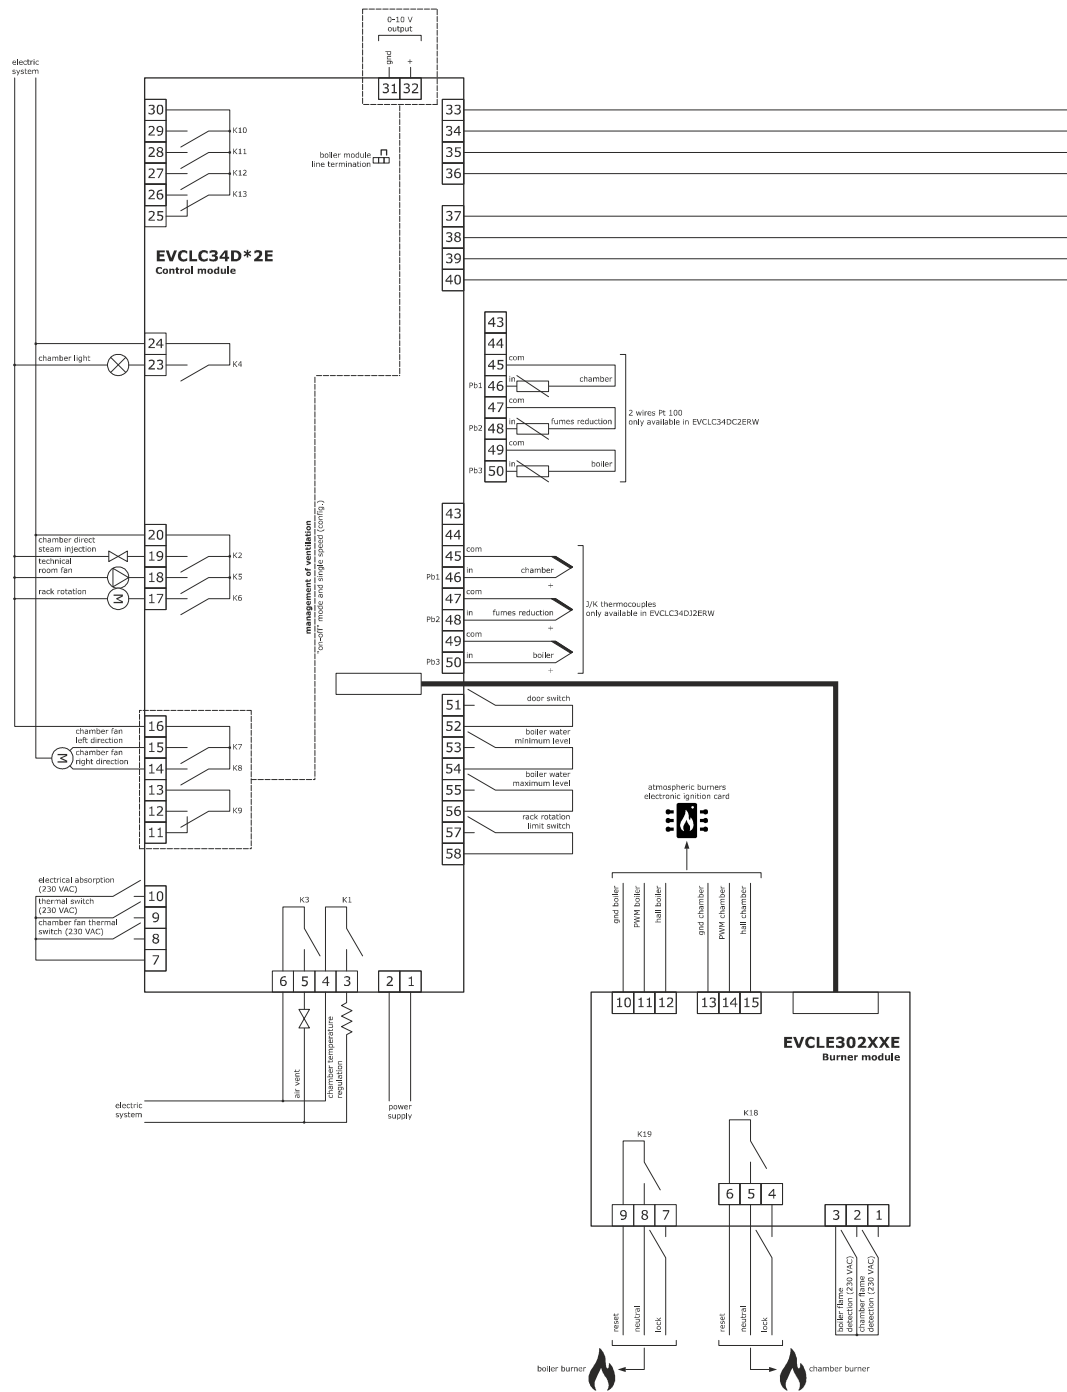 0-10 V
output
gnd
+
31
32
electric
system
30
29
28
27
26
25
K10
K11
K12
K13
boiler module
line termination
33
34
35
36
37
38
39
40
EVCLC34D*2E
Control module
24
23
chamber light
K4
43
44
45
46
47
48
49
50
com
in
com
in
com
in
Pb1
Pb2
Pb3
chamber
fumes reduction
boiler
2 wires Pt 100
only available in EVCLC34DC2ERW
management of ventilation
"on-off" mode and single speed (config.)
chamber direct
steam injection
technical
room fan
rack rotation
M
20
19
18
17
K2
K5
K6
43
44
45
46
47
48
49
50
com
in
com
in
com
in
Pb1
Pb2
Pb3
chamber
+
fumes reduction
+
boiler
+
J/K thermocouples
only available in EVCLC34DJ2ERW
chamber fan
left direction
chamber fan
right direction
M
16
15
14
13
12
11
K7
K8
K9
51
52
53
54
55
56
57
58
door switch
boiler water
minimum level
boiler water
maximum level
rack rotation
limit switch
electrical absorption
(230 VAC)
thermal switch
(230 VAC)
chamber fan thermal
switch (230 VAC)
10
9
8
7
K3
K1
6
5
4
3
2
1
air vent
chamber temperature
regulation
electric
system
power
supply
atmospheric burners
electronic ignition card
gnd boiler
PWM boiler
hall boiler
gnd chamber
PWM chamber
hall chamber
10
11
12
13
14
15
EVCLE302XXE
Burner module
K19
K18
9
8
7
6
5
4
3
2
1
reset
neutral
lock
reset
neutral
lock
boiler flame
detection (230 VAC)
chamber flame
detection (230 VAC)
boiler burner
chamber burner